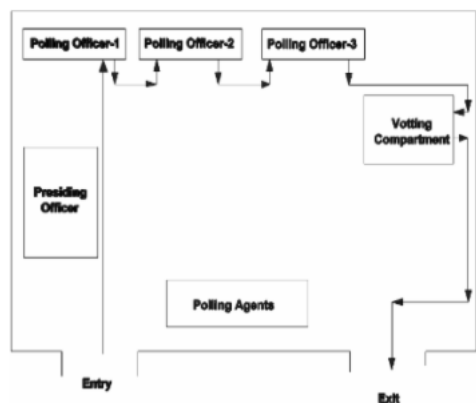 Polling Officer-1
Polling Officer-2
Polling Officer-3
Votting
Compartment
Presiding
Officer
Polling Agents
Entry
Exit